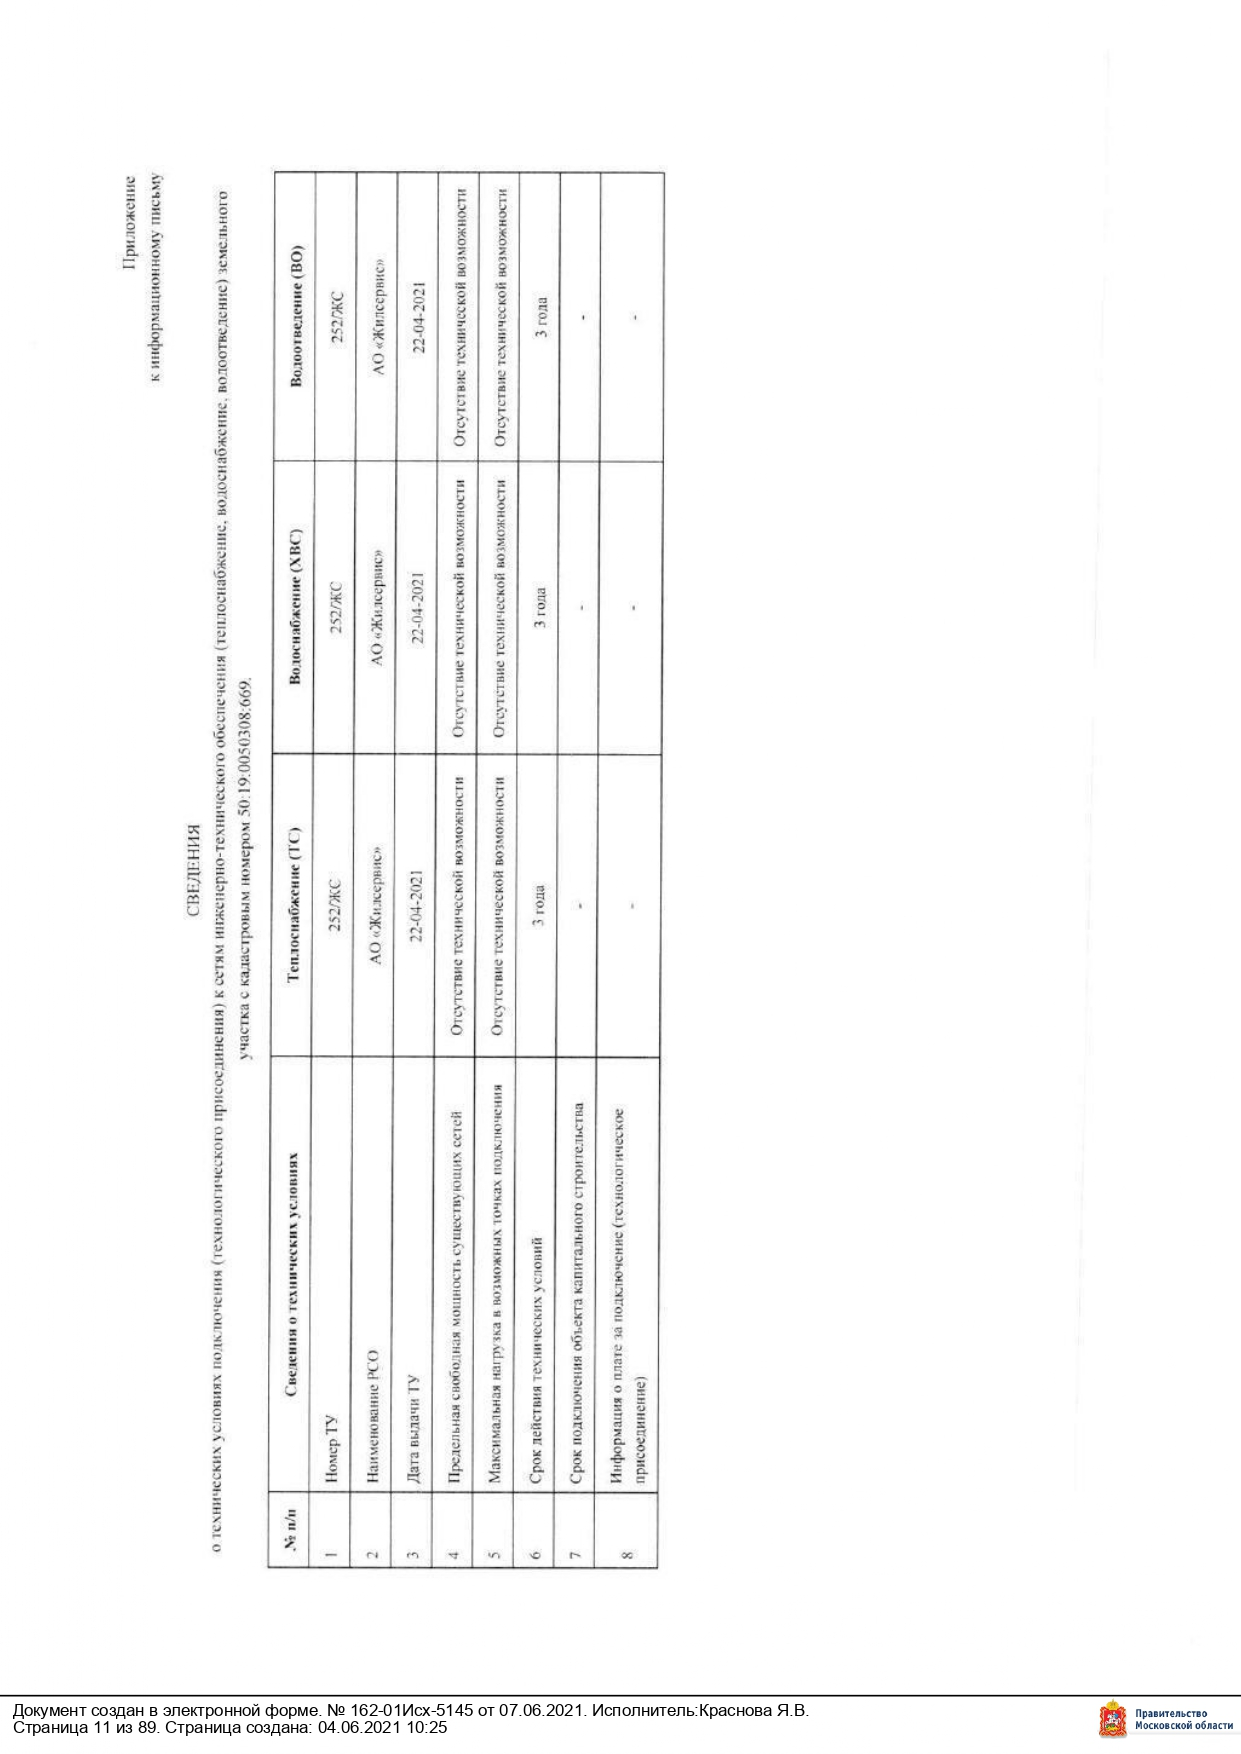 Приложение
к информационному письму
СВЕДЕНИЯ
о технических условиях подключения (технологического присоединения) к сетям инженерно-технического обеспечения (теплоснабжение, водоснабжение, водоотведение) земельного
участка с кадастровым номером 50:19:0050308:669.
№ п/п Сведения о технических условиях Теплоснабжение (ТС) Водоснабжение (ХВС) Водоотведение (ВО)
1 Номер ТУ 252/ЖС 252/ЖС 252/ЖС
2 Наименование РСО АО «Жилсервис» АО «Жилсервис» АО «Жилсервис»
3 Дата выдачи ТУ 22-04-2021 22-04-2021 22-04-2021
4 Предельная свободная мощность существующих сетей Отсутствие технической возможности Отсутствие технической возможности Отсутствие технической возможности
5 Максимальная нагрузка в возможных точках подключения Отсутствие технической возможности Отсутствие технической возможности Отсутствие технической возможности
6 Срок действия технических условий 3 года 3 года 3 года
7 Срок подключения объекта капитального строительства - - -
8 Информация о плате за подключение (технологическое - - -
присоединение)
Документ создан в электронной форме. № 162-01Исх-5145 от 07.06.2021. Исполнитель:Краснова Я.В.
Страница 11 из 89. Страница создана: 04.06.2021 10:25
Правительство
Московской области